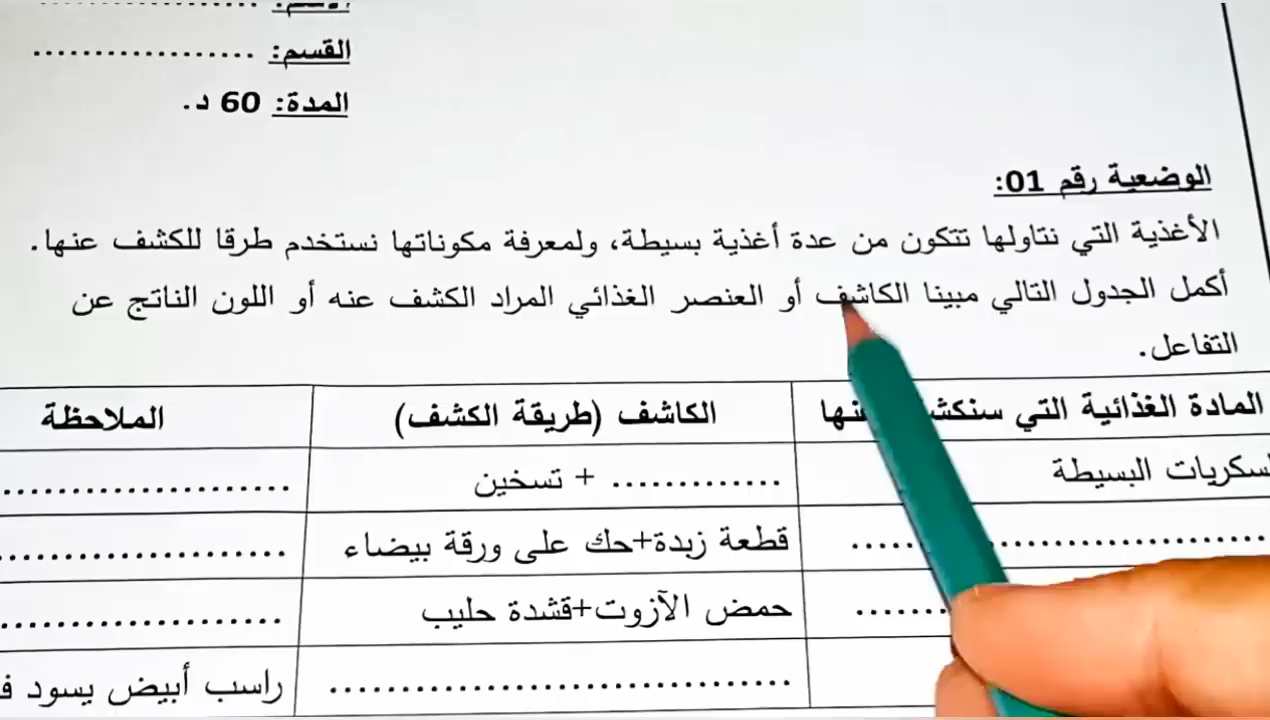 القسم: ..................
المدة: 60 د.
الوضعية رقم 01:
الأغذية التي نتاولها تتكون من عدة أغذية بسيطة، ولمعرفة مكوناتها نستخدم طرقا للكشف عنها.
أكمل الجدول التالي مبينا الكاشف أو العنصر الغذائي المراد الكشف عنه أو اللون الناتج عن
التفاعل.
المادة الغذائية التي الكاشف (طريقة الكشف) الملاحظة
البسيطة ............. + تسخين .....................
..................... قطعة زبدة+حك على ورقة بيضاء .....................
....... حمض الآزوت+قشدة حليب .....................
................................... راسب أبيض يسود